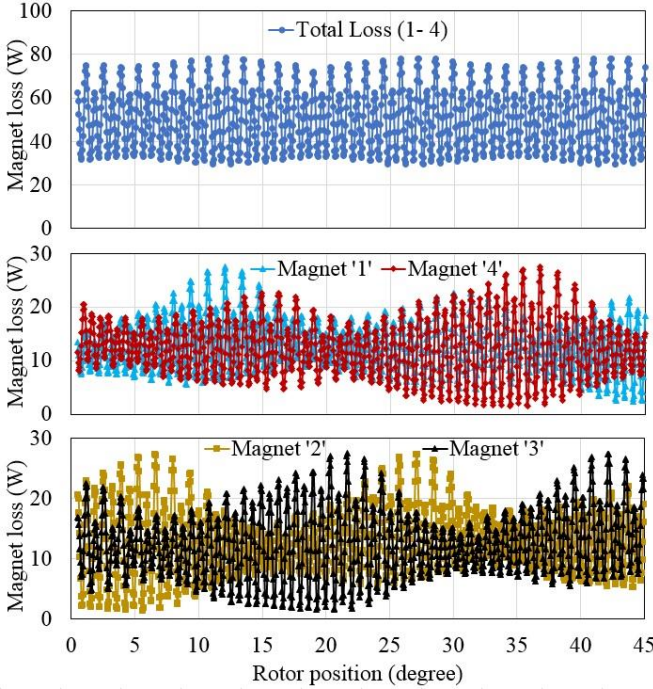 100
80
60
40
20
0
Magnet loss (W)
Total Loss (1- 4)
30
20
10
0
Magnet loss (W)
Magnet '1' Magnet '4'
30
20
10
0
Magnet loss (W)
Magnet '2' Magnet '3'
0 5 10 15 20 25 30 35 40 45
Rotor position (degree)